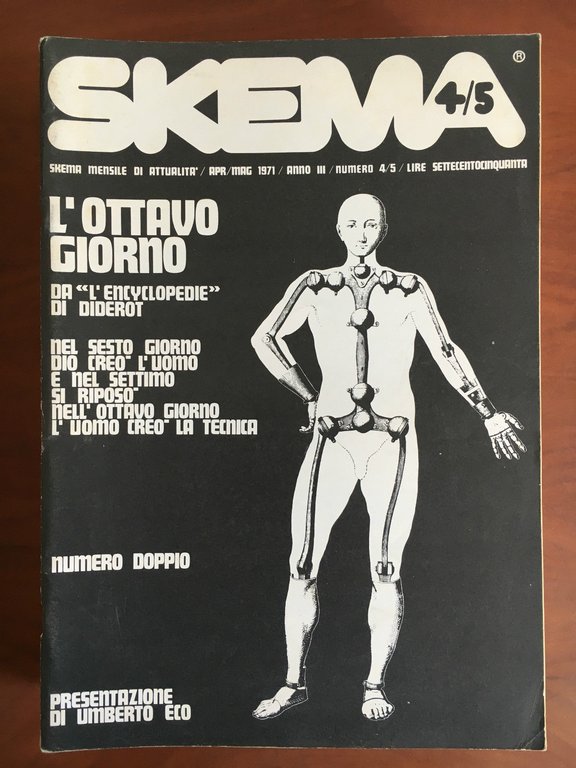 SKEMA ®
4/5
SKEMA MENSILE DI ATTUALITA' / APR/MAG 1971 / ANNO III / NUMERO 4/5 / LIRE SETTECENTOCINQUANTA
L'OTTAVO
GIORNO
DA «L'ENCYCLOPEDIE»
DI DIDEROT
NEL SESTO GIORNO
DIO CREO' L'UOMO
E NEL SETTIMO
SI RIPOSO'
NELL'OTTAVO GIORNO
L'UOMO CREO' LA TECNICA
NUMERO DOPPIO
PRESENTAZIONE
DI UMBERTO ECO